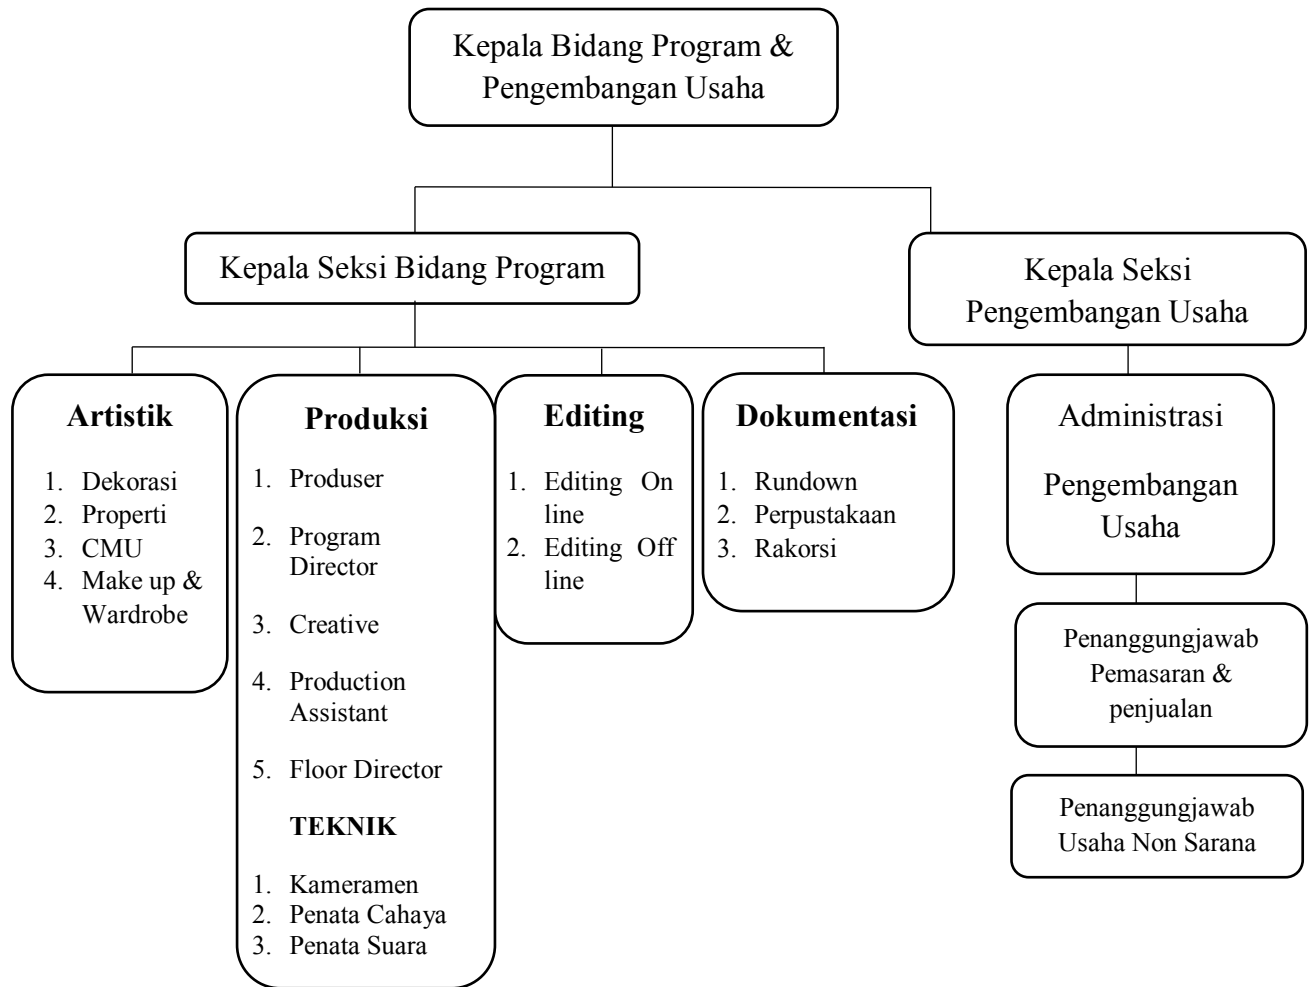 Kepala Bidang Program &
Pengembangan Usaha
Kepala Seksi Bidang Program
Kepala Seksi
Pengembangan Usaha
Artistik
1. Dekorasi
2. Properti
3. CMU
4. Make up &
Wardrobe
Produksi
1. Produser
2. Program
Director
3. Creative
4. Production
Assistant
5. Floor Director
TEKNIK
1. Kameramen
2. Penata Cahaya
3. Penata Suara
Editing
1. Editing On
line
2. Editing Off
line
Dokumentasi
1. Rundown
2. Perpustakaan
3. Rakorsi
Administrasi
Pengembangan
Usaha
Penanggungjawab
Pemasaran &
penjualan
Penanggungjawab
Usaha Non Sarana